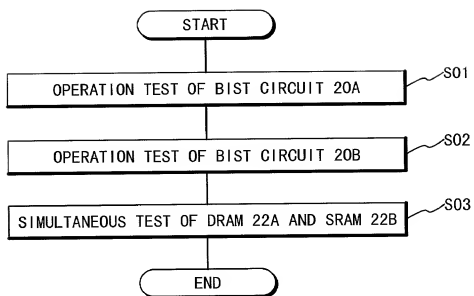 START
OPERATION TEST OF BIST CIRCUIT 20A
S01
OPERATION TEST OF BIST CIRCUIT 20B
S02
SIMULTANEOUS TEST OF DRAM 22A AND SRAM 22B
S03
END